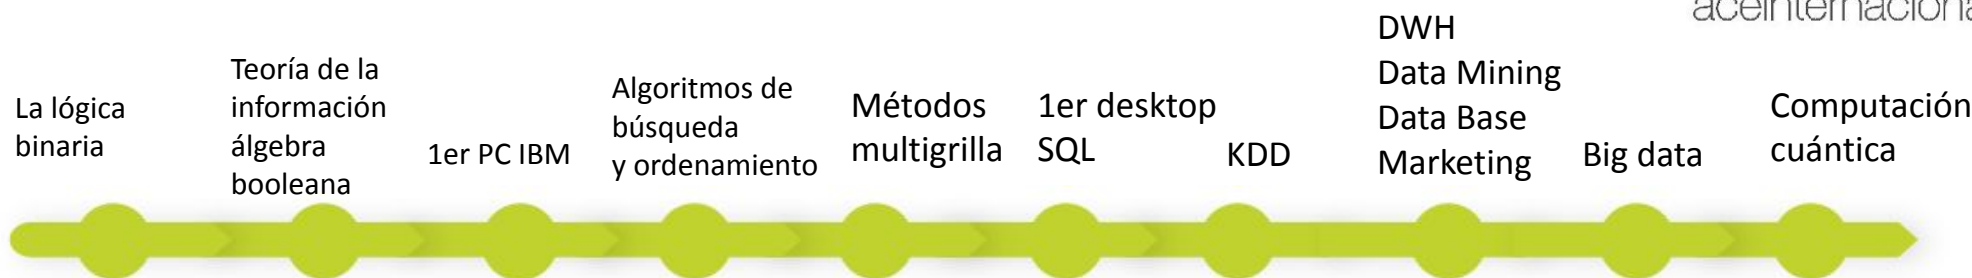 aceinternaciona
La lógica
binaria
Teoría de la
información
álgebra
booleana
1er PC IBM
Algoritmos de
búsqueda
y ordenamiento
Métodos
multigrilla
1er desktop
SQL
KDD
DWH
Data Mining
Data Base
Marketing
Big data
Computación
cuántica